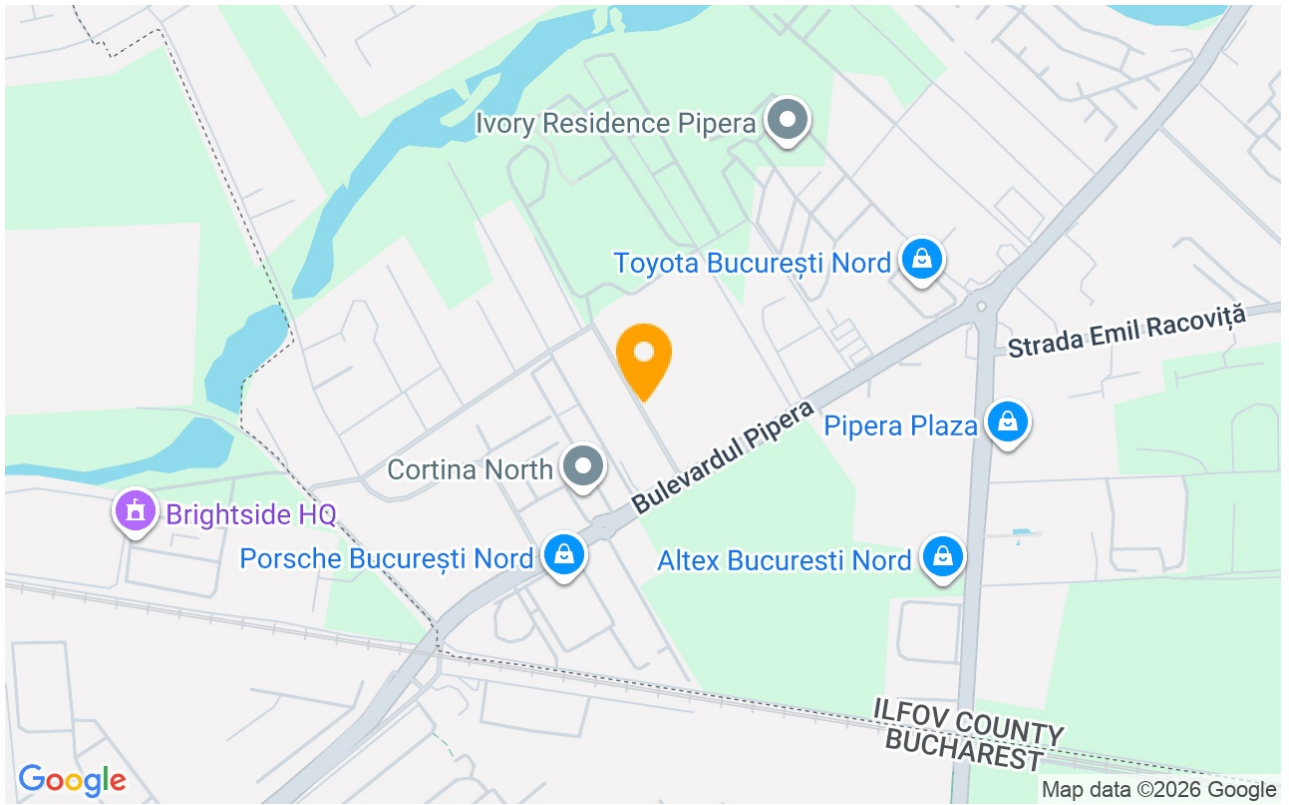 Ivory Residence Pipera
Toyota București Nord
Strada Emil Racoviță
Bulevardul Pipera
Pipera Plaza
Cortina North
Brightside HQ
Porsche București Nord
Altex Bucuresti Nord
ILFOV COUNTY
BUCHAREST
Google
Map data ©2026 Google